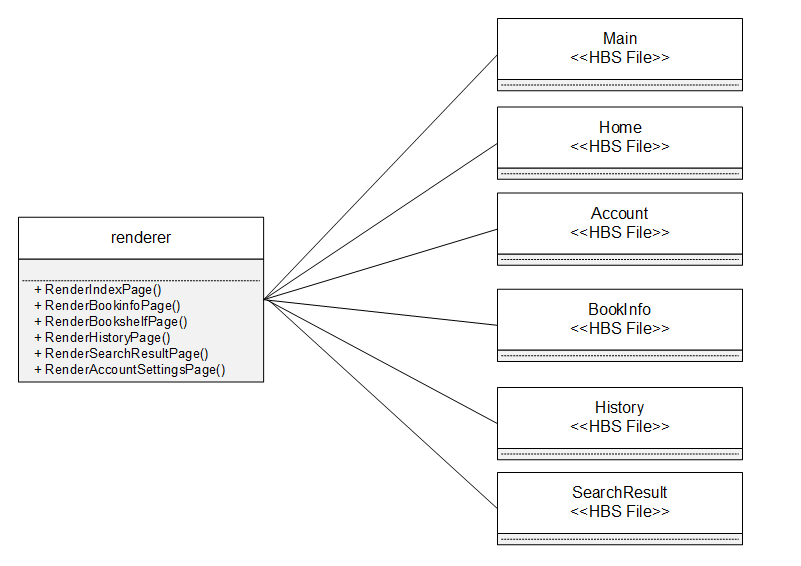 renderer
+ RenderIndexPage()
+ RenderBookinfoPage()
+ RenderBookshelfPage()
+ RenderHistoryPage()
+ RenderSearchResultPage()
+ RenderAccountSettingsPage()
Main
<<HBS File>>
Home
<<HBS File>>
Account
<<HBS File>>
BookInfo
<<HBS File>>
History
<<HBS File>>
SearchResult
<<HBS File>>